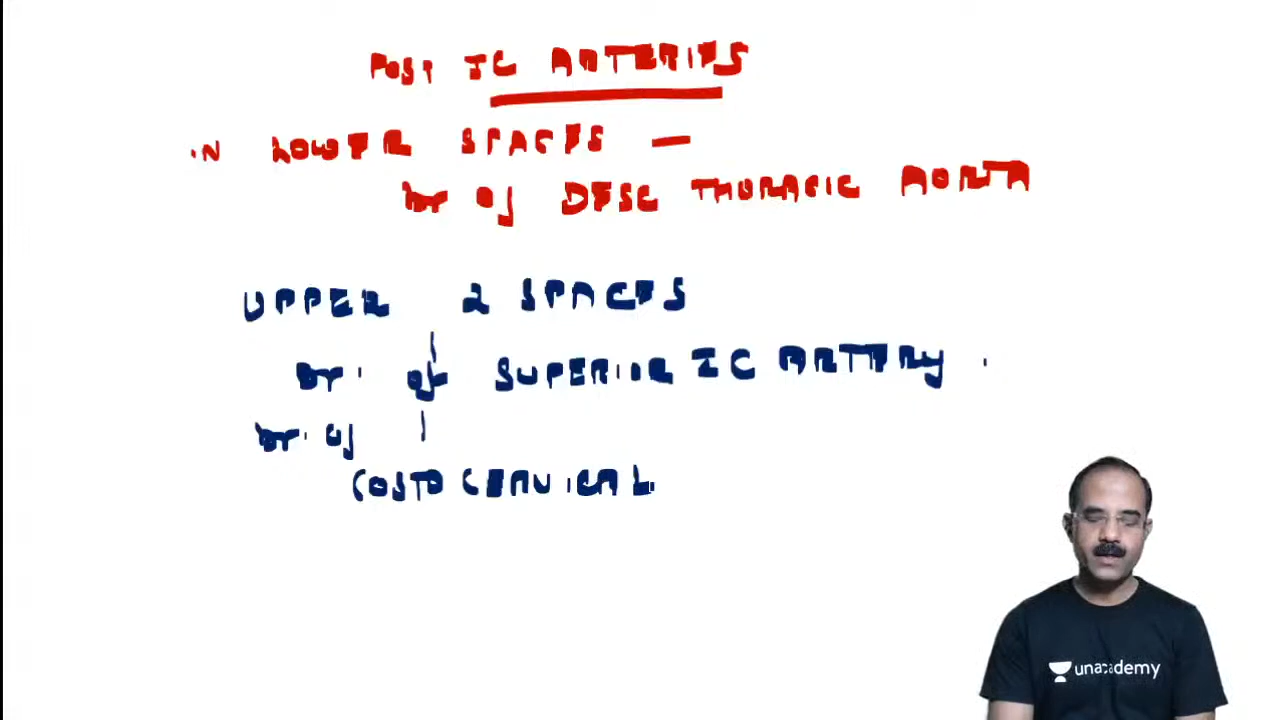 POST IC ARTERIES
IN LOWER SPACES —
br of DESC THORACIC AORTA
UPPER 2 SPACES
br. of SUPERIOR IC ARTERY.
br. of
COSTO CERVICAL
unacademy